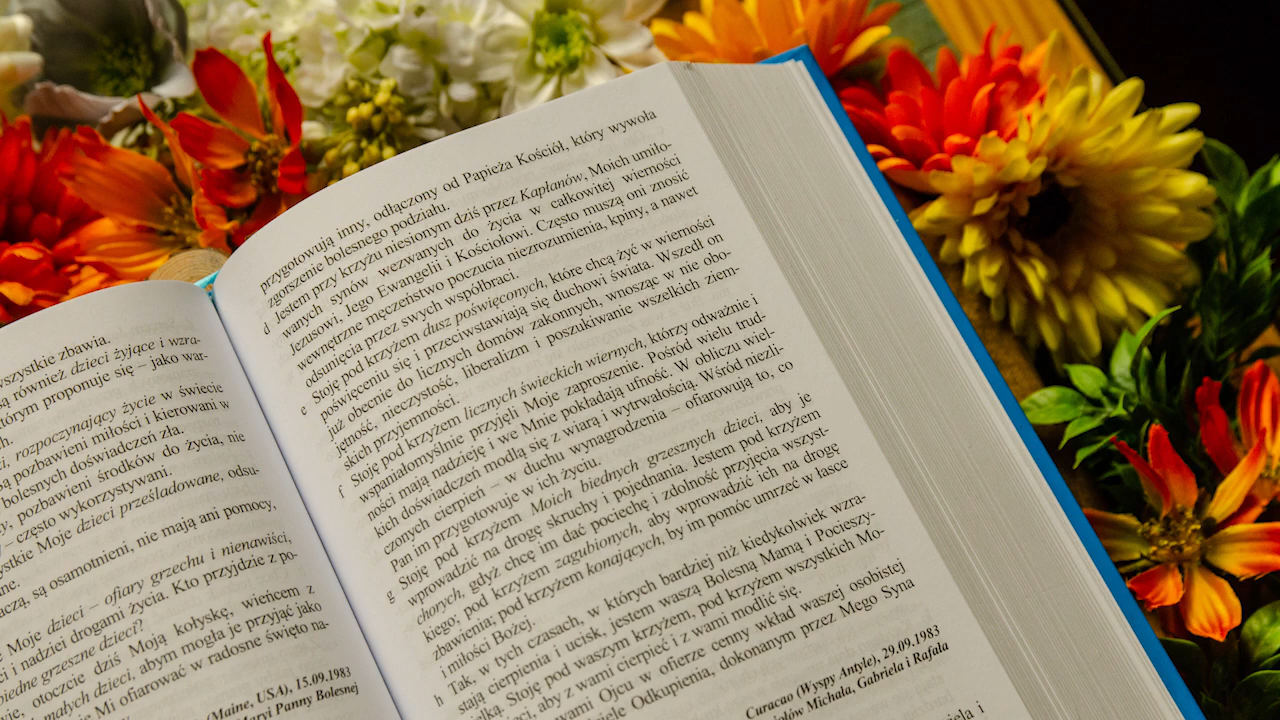 wszystkie zbawia.
są również dzieci żyjące i wzra-
którym proponuje się – jako war-
rozpoczynający życie w świecie
pozbawieni miłości i kierowani w
bolesnych doświadczeń zła.
pozbawieni środków do życia, nie
– często wykorzystywani.
Moje dzieci prześladowane, odsu-
są osamotnieni, nie mają ani pomocy,
Moje dzieci – ofiary grzechu i nienawiści,
i nadziei drogami życia. Kto przyjdzie z po-
biedne grzeszne dzieci?
otoczcie dziś Moją kołyskę, wieńcem z
małych dzieci, abym mogła je przyjąć jako
Mi ofiarować w radosne święto na-
(Maine, USA), 15.09.1983
Maryi Panny Bolesnej
przygotowują inny, odłączony od Papieża Kościół, który wywoła
zgorszenie bolesnego podziału.
d Jestem przy krzyżu niesionym dziś przez Kapłanów, Moich umiło-
wanych synów wezwanych do życia w całkowitej wierności
Jezusowi, Jego Ewangelii i Kościołowi. Często muszą oni znosić
wewnętrzne męczeństwo poczucia niezrozumienia, kpiny, a nawet
odsunięcia przez swych współbraci.
e Stoję pod krzyżem dusz poświęconych, które chcą żyć w wierności
poświęceniu się i przeciwstawiają się duchowi świata. Wszedł on
już obecnie do licznych domów zakonnych, wnosząc w nie obo-
jętność, nieczystość, liberalizm i poszukiwanie wszelkich ziem-
skich przyjemności.
f Stoję pod krzyżem licznych świeckich wiernych, którzy odważnie i
wspaniałomyślnie przyjęli Moje zaproszenie. Pośród wielu trud-
ności mają nadzieję i we Mnie pokładają ufność. W obliczu wiel-
kich doświadczeń modlą się z wiarą i wytrwałością. Wśród niezli-
czonych cierpień – w duchu wynagrodzenia – ofiarowują to, co
Pan im przygotowuje w ich życiu.
g Stoję pod krzyżem Moich biednych grzesznych dzieci, aby je
wprowadzić na drogę skruchy i pojednania. Jestem pod krzyżem
chorych, gdyż chcę im dać pociechę i zdolność przyjęcia wszyst-
kiego; pod krzyżem zagubionych, aby wprowadzić ich na drogę
zbawienia; pod krzyżem konających, by im pomóc umrzeć w łasce
i miłości Bożej.
h Tak, w tych czasach, w których bardziej niż kiedykolwiek wzra-
stają cierpienia i ucisk, jestem waszą Bolesną Mamą i Pocieszy-
Stoję pod waszym krzyżem, pod krzyżem wszystkich Mo-
aby z wami cierpieć i z wami modlić się.
Ojcu w ofierze cenny wkład waszej osobistej
Odkupienia, dokonanym przez Mego Syna
Curacao (Wyspy Antyle), 29.09.1983
Michała, Gabriela i Rafała